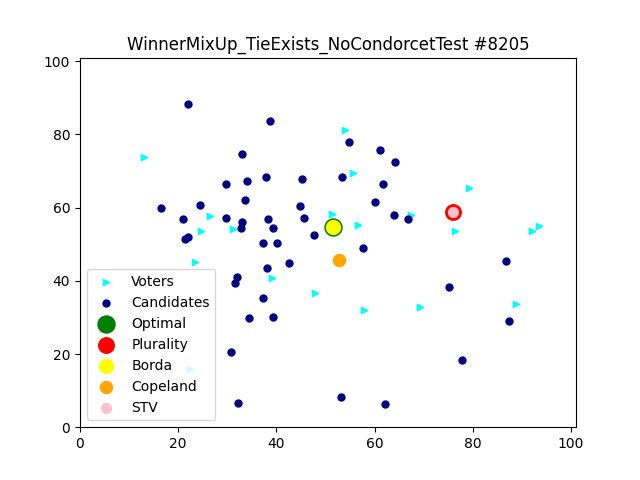 WinnerMixUp_TieExists_NoCondorcetTest #8205
100
80
60
40
20
0
Voters
Candidates
Optimal
Plurality
Borda
Copeland
STV
0 20 40 60 80 100